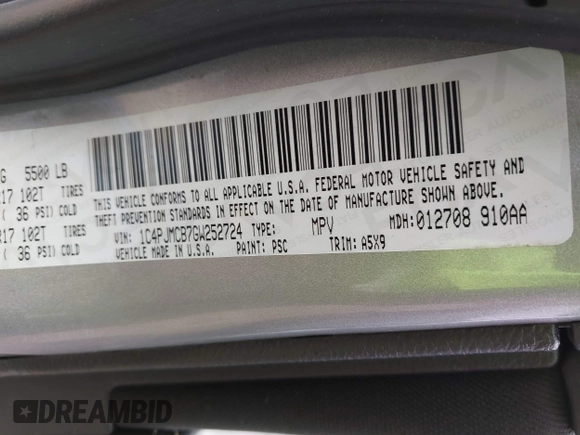 G 5500 LB
R17 102T TIRES
( 36 PSI) COLD
R17 102T TIRES
( 36 PSI) COLD
THIS VEHICLE CONFORMS TO ALL APPLICABLE U.S.A. FEDERAL MOTOR VEHICLE SAFETY AND
THEFT PREVENTION STANDARDS IN EFFECT ON THE DATE OF MANUFACTURE SHOWN ABOVE.
VIN: 1C4PJMCB7GW252724 TYPE: MPV MDH:012708 910AA
VEHICLE MADE IN U.S.A. PAINT: PSC TRIM: A5X9
DREAMBID